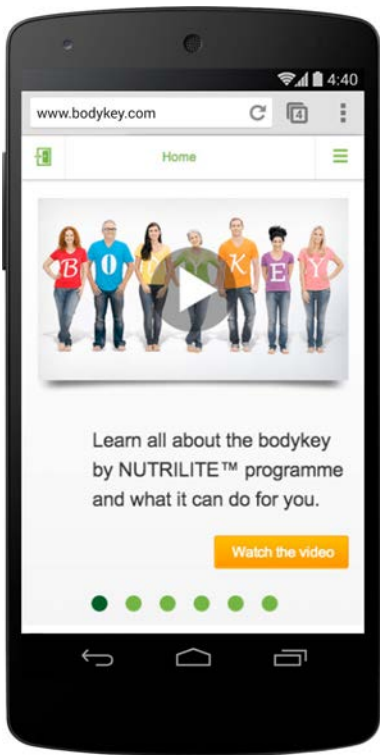 4:40
www.bodykey.com
4
Home
B O D Y K E Y
Learn all about the bodykey
by NUTRILITE™ programme
and what it can do for you.
Watch the video